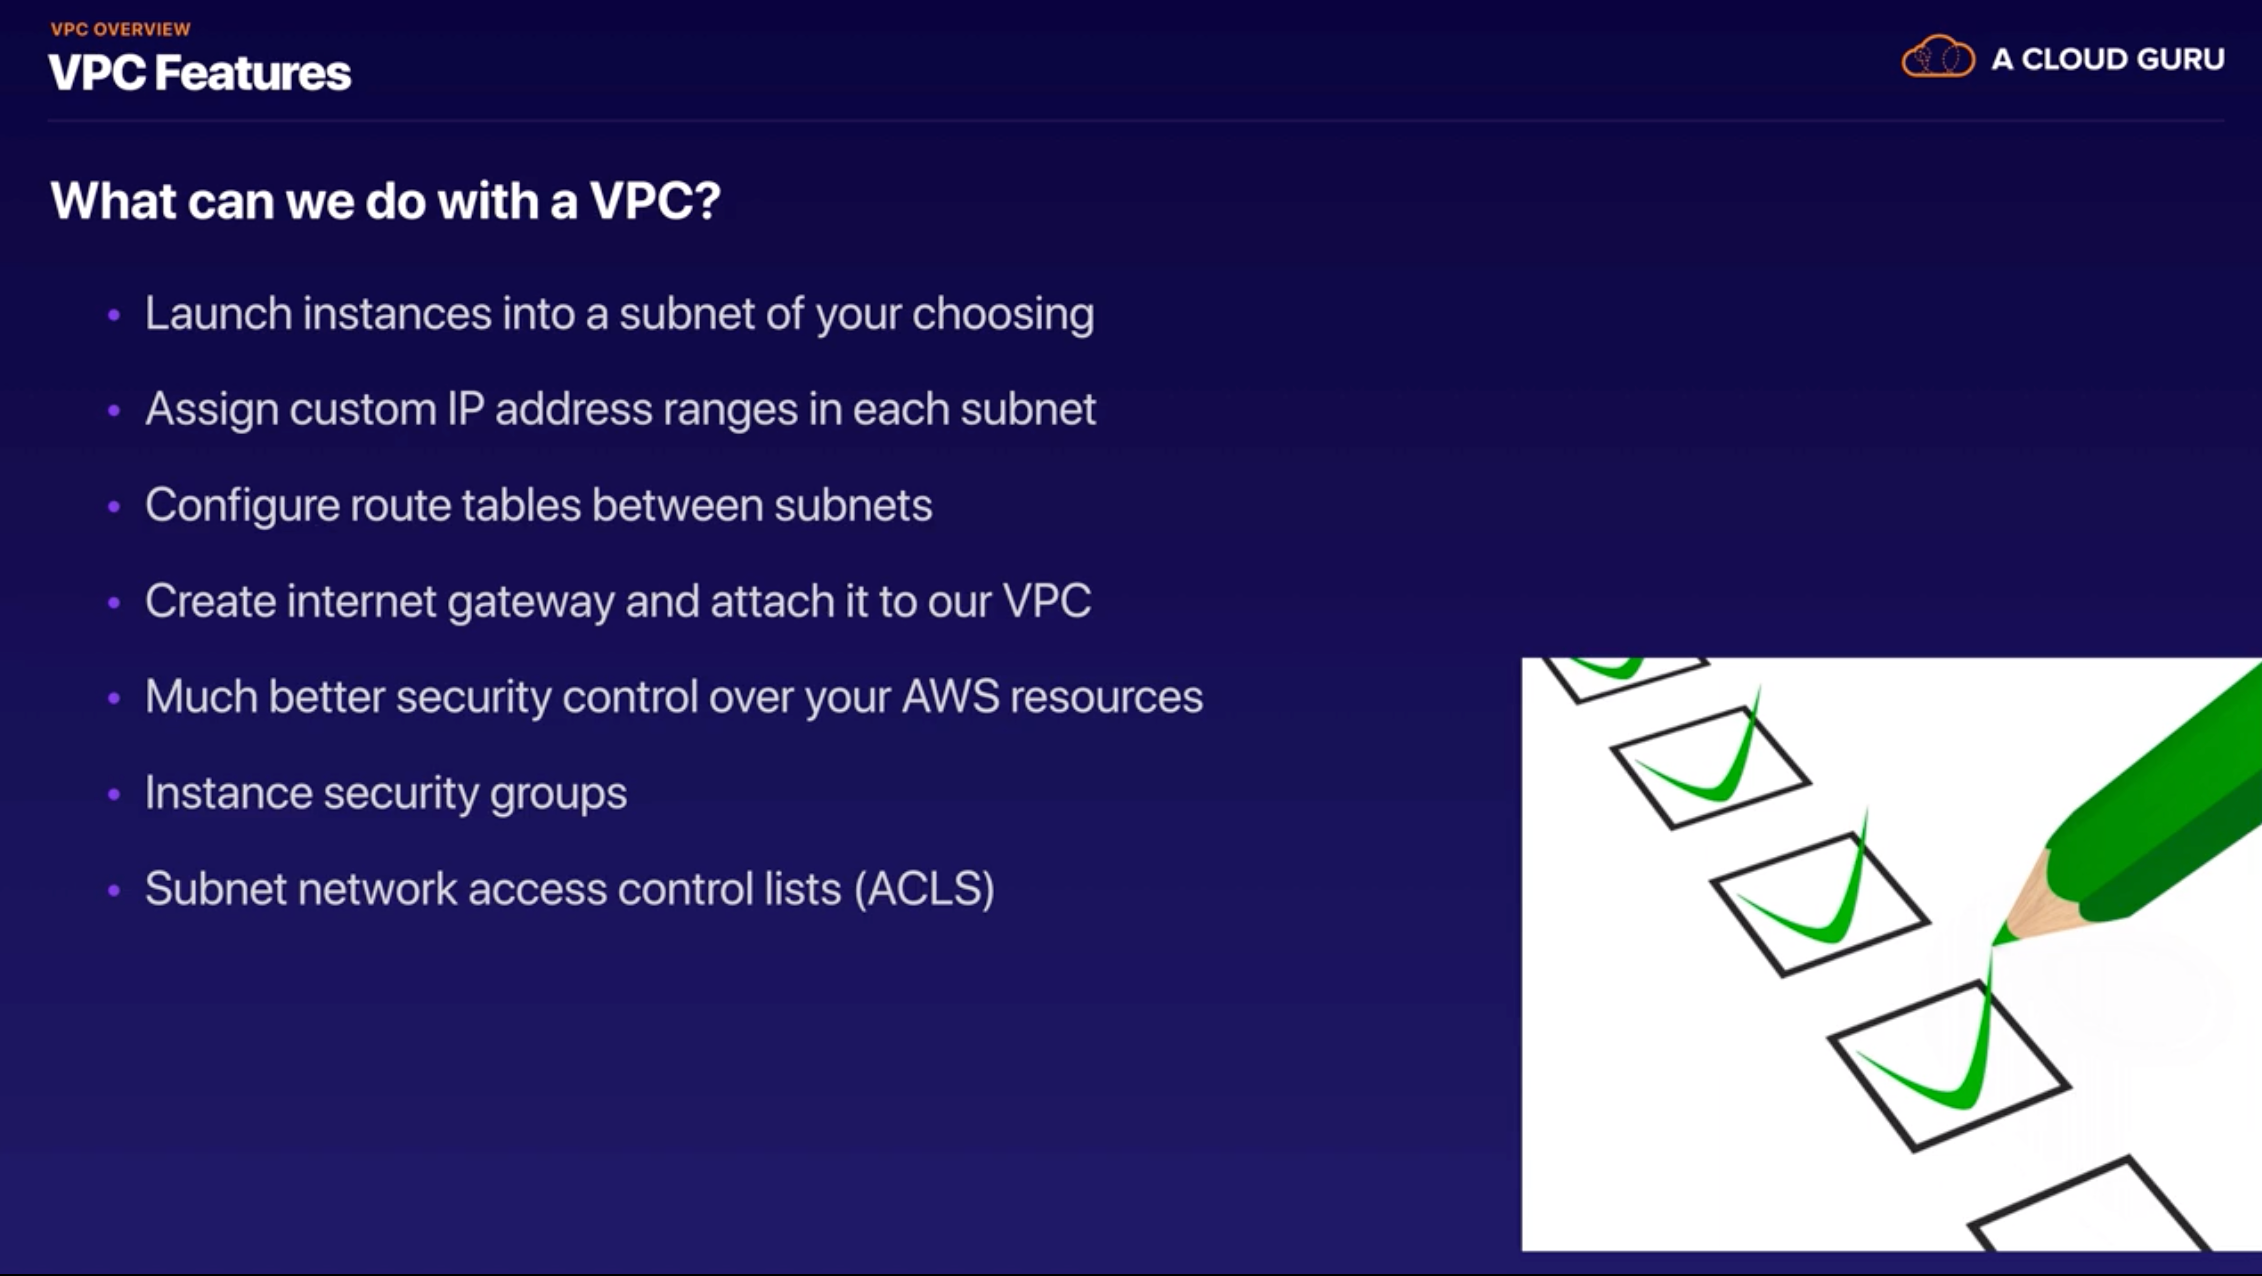 VPC OVERVIEW
VPC Features
A CLOUD GURU
What can we do with a VPC?
• Launch instances into a subnet of your choosing
• Assign custom IP address ranges in each subnet
• Configure route tables between subnets
• Create internet gateway and attach it to our VPC
• Much better security control over your AWS resources
• Instance security groups
• Subnet network access control lists (ACLS)